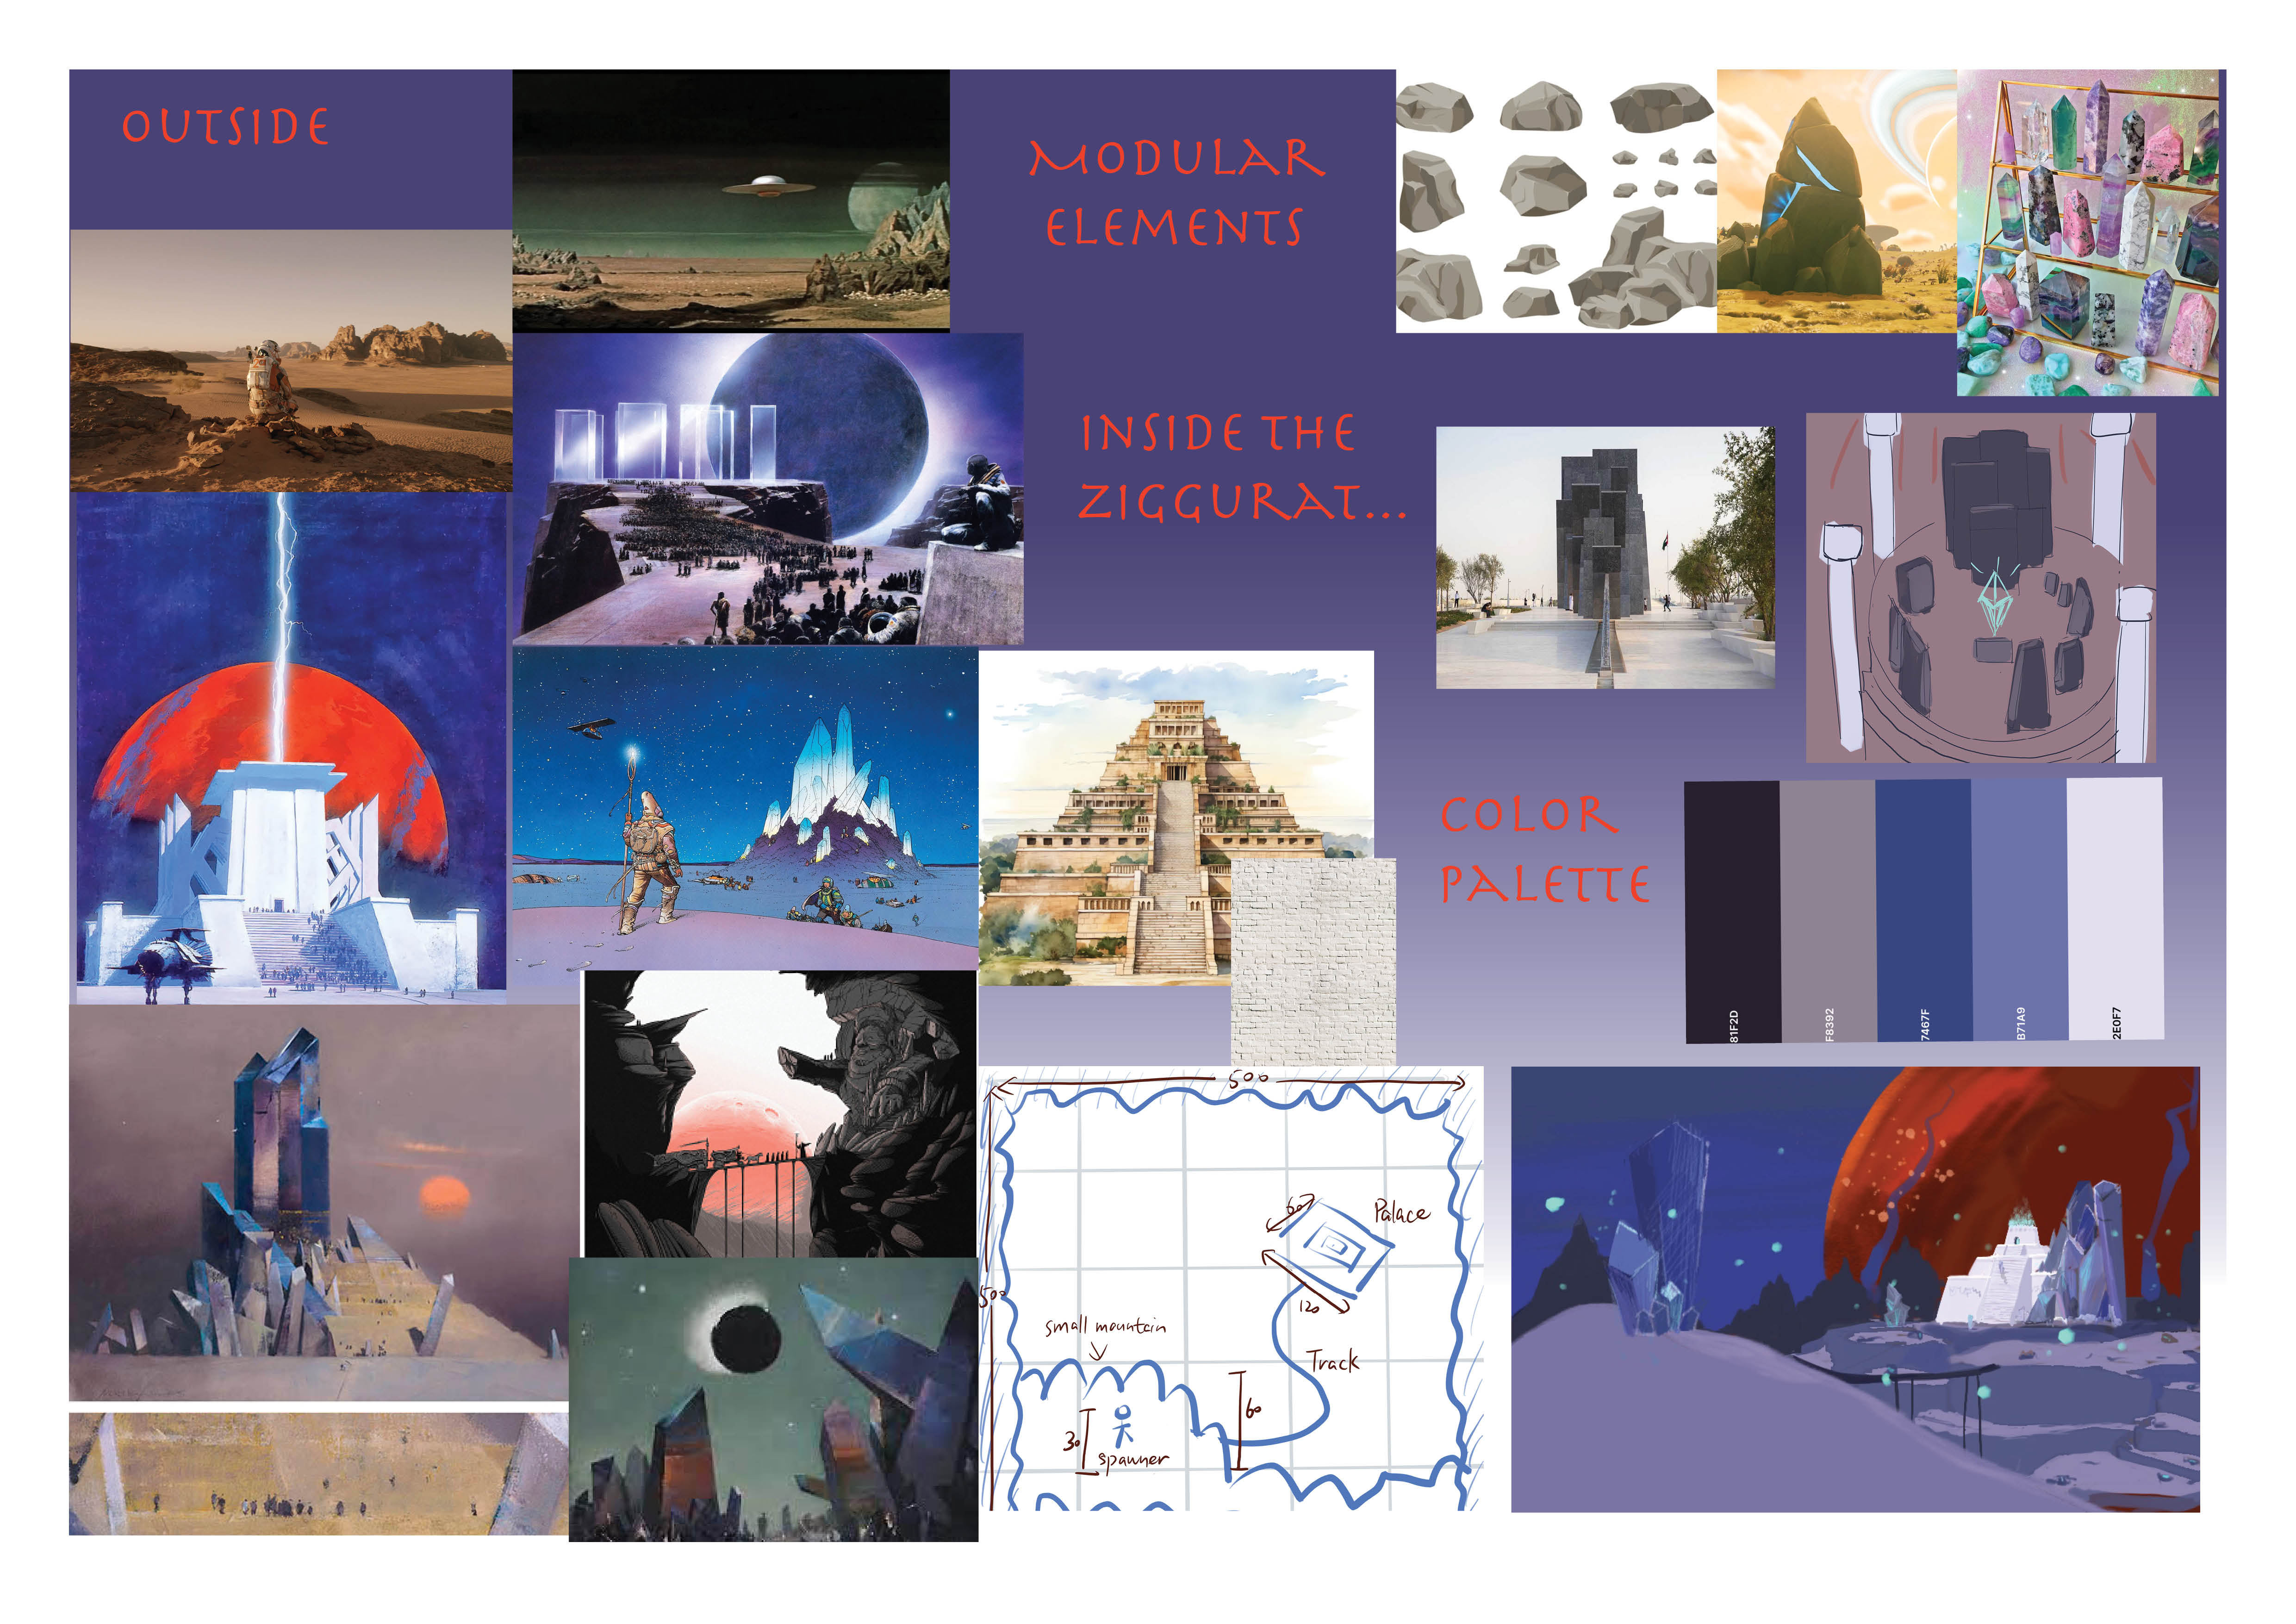 OUTSIDE
MODULAR
ELEMENTS
INSIDE THE
ZIGGURAT...
COLOR
PALETTE
81F2D
F8392
7467F
B71A9
2E0F7
500
500
60
Palace
120
small mountain
Track
60
30
spawner